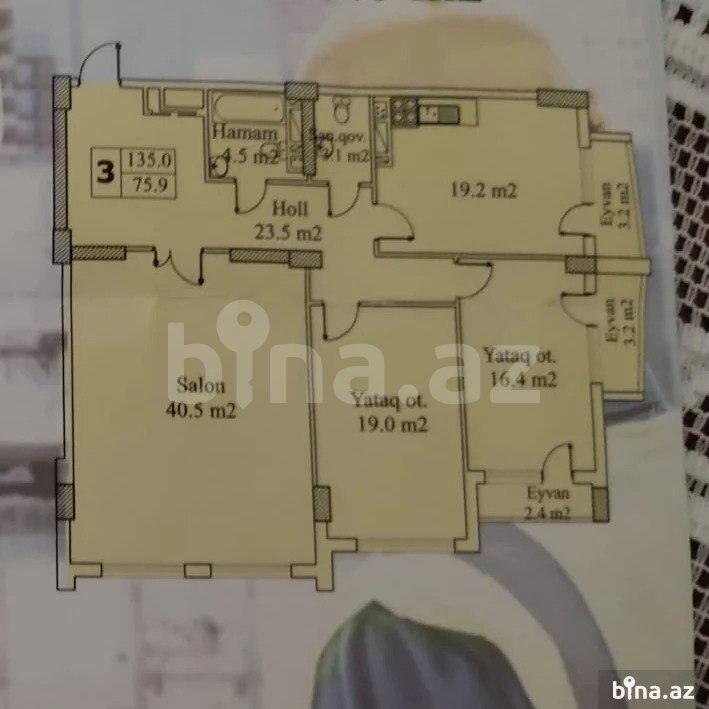 3
135.0
75.9
Hamam
4.5 m2
Saq.qov.
3.1 m2
Holl
23.5 m2
19.2 m2
Eyvan
3.2 m2
Eyvan
3.2 m2
Salon
40.5 m2
Yataq ot.
19.0 m2
Yataq ot.
16.4 m2
Eyvan
2.4 m2
bina.az
bina.az